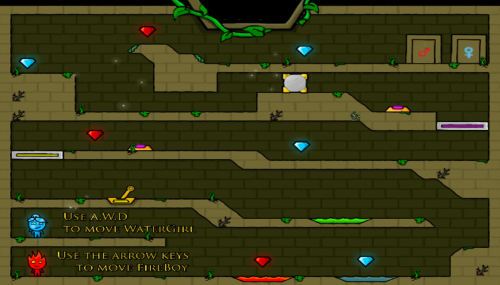 Use A,W,D
to move WaterGirl
Use the arrow keys
to move FireBoy